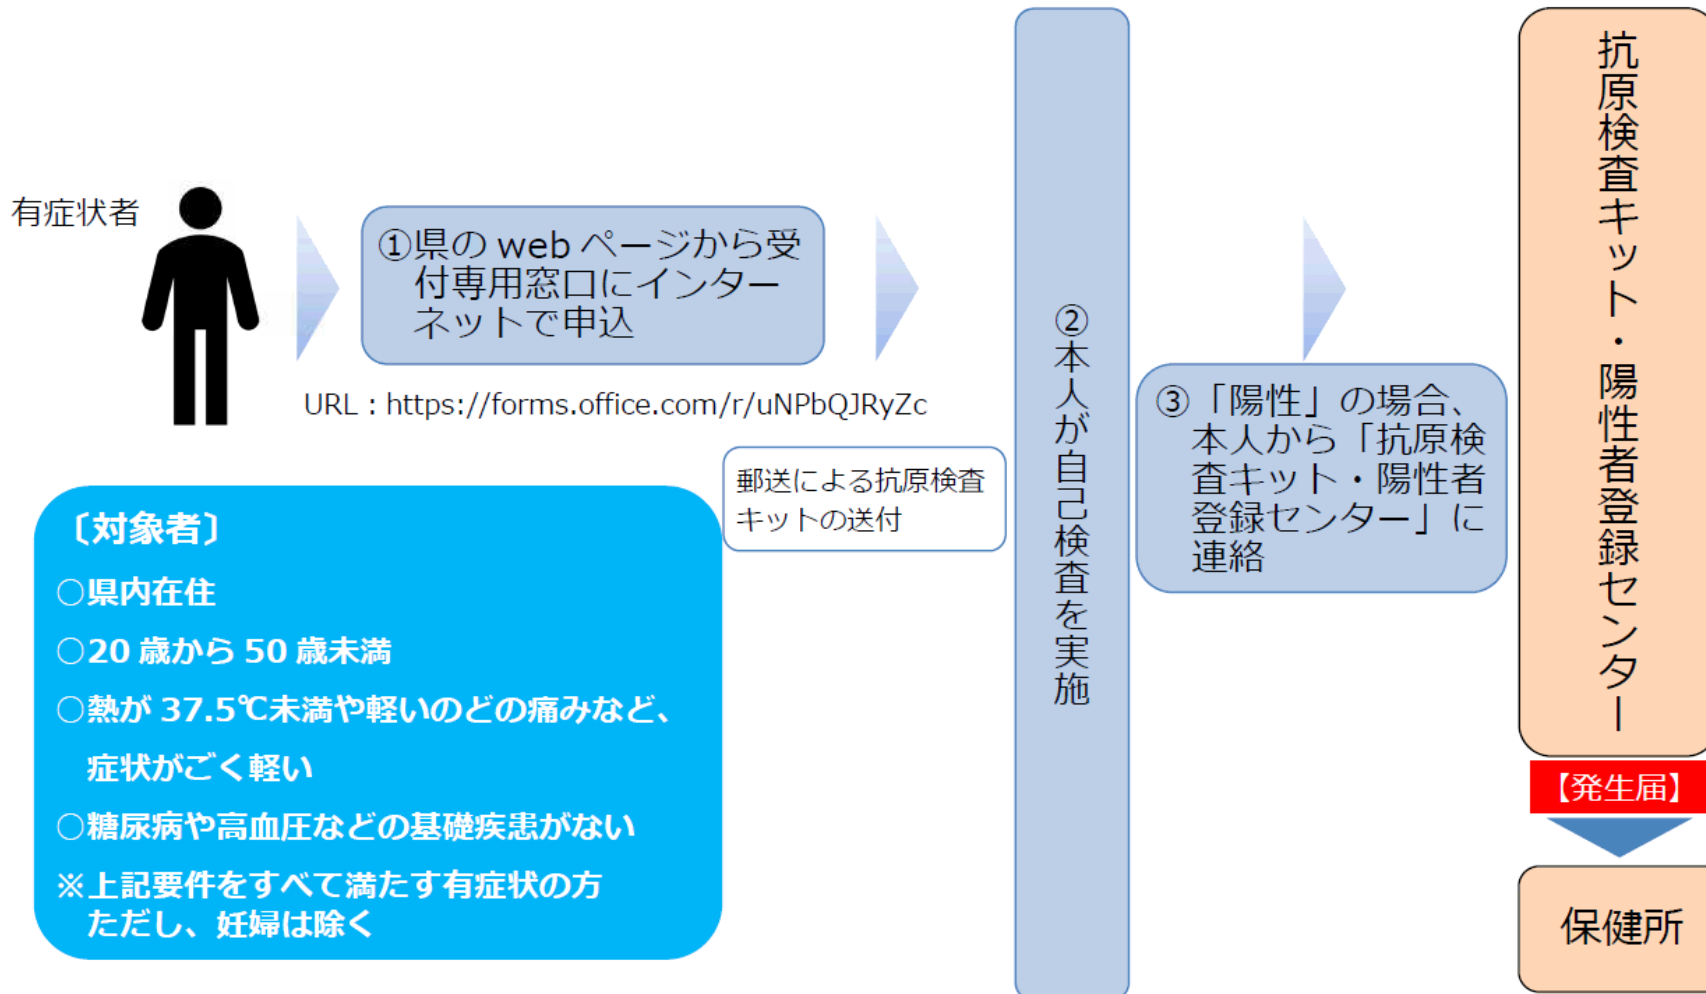 有症状者
①県の web ページから受
付専用窓口にインター
ネットで申込
URL：https://forms.office.com/r/uNPbQJRyZc
郵送による抗原検査
キットの送付
〔対象者〕
○県内在住
○20 歳から 50 歳未満
○熱が 37.5℃未満や軽いのどの痛みなど、
症状がごく軽い
○糖尿病や高血圧などの基礎疾患がない
※上記要件をすべて満たす有症状の方
ただし、妊婦は除く
②本人が自己検査を実施
③「陽性」の場合、
本人から「抗原検
査キット・陽性者
登録センター」に
連絡
抗原検査キット・陽性者登録センター
【発生届】
保健所